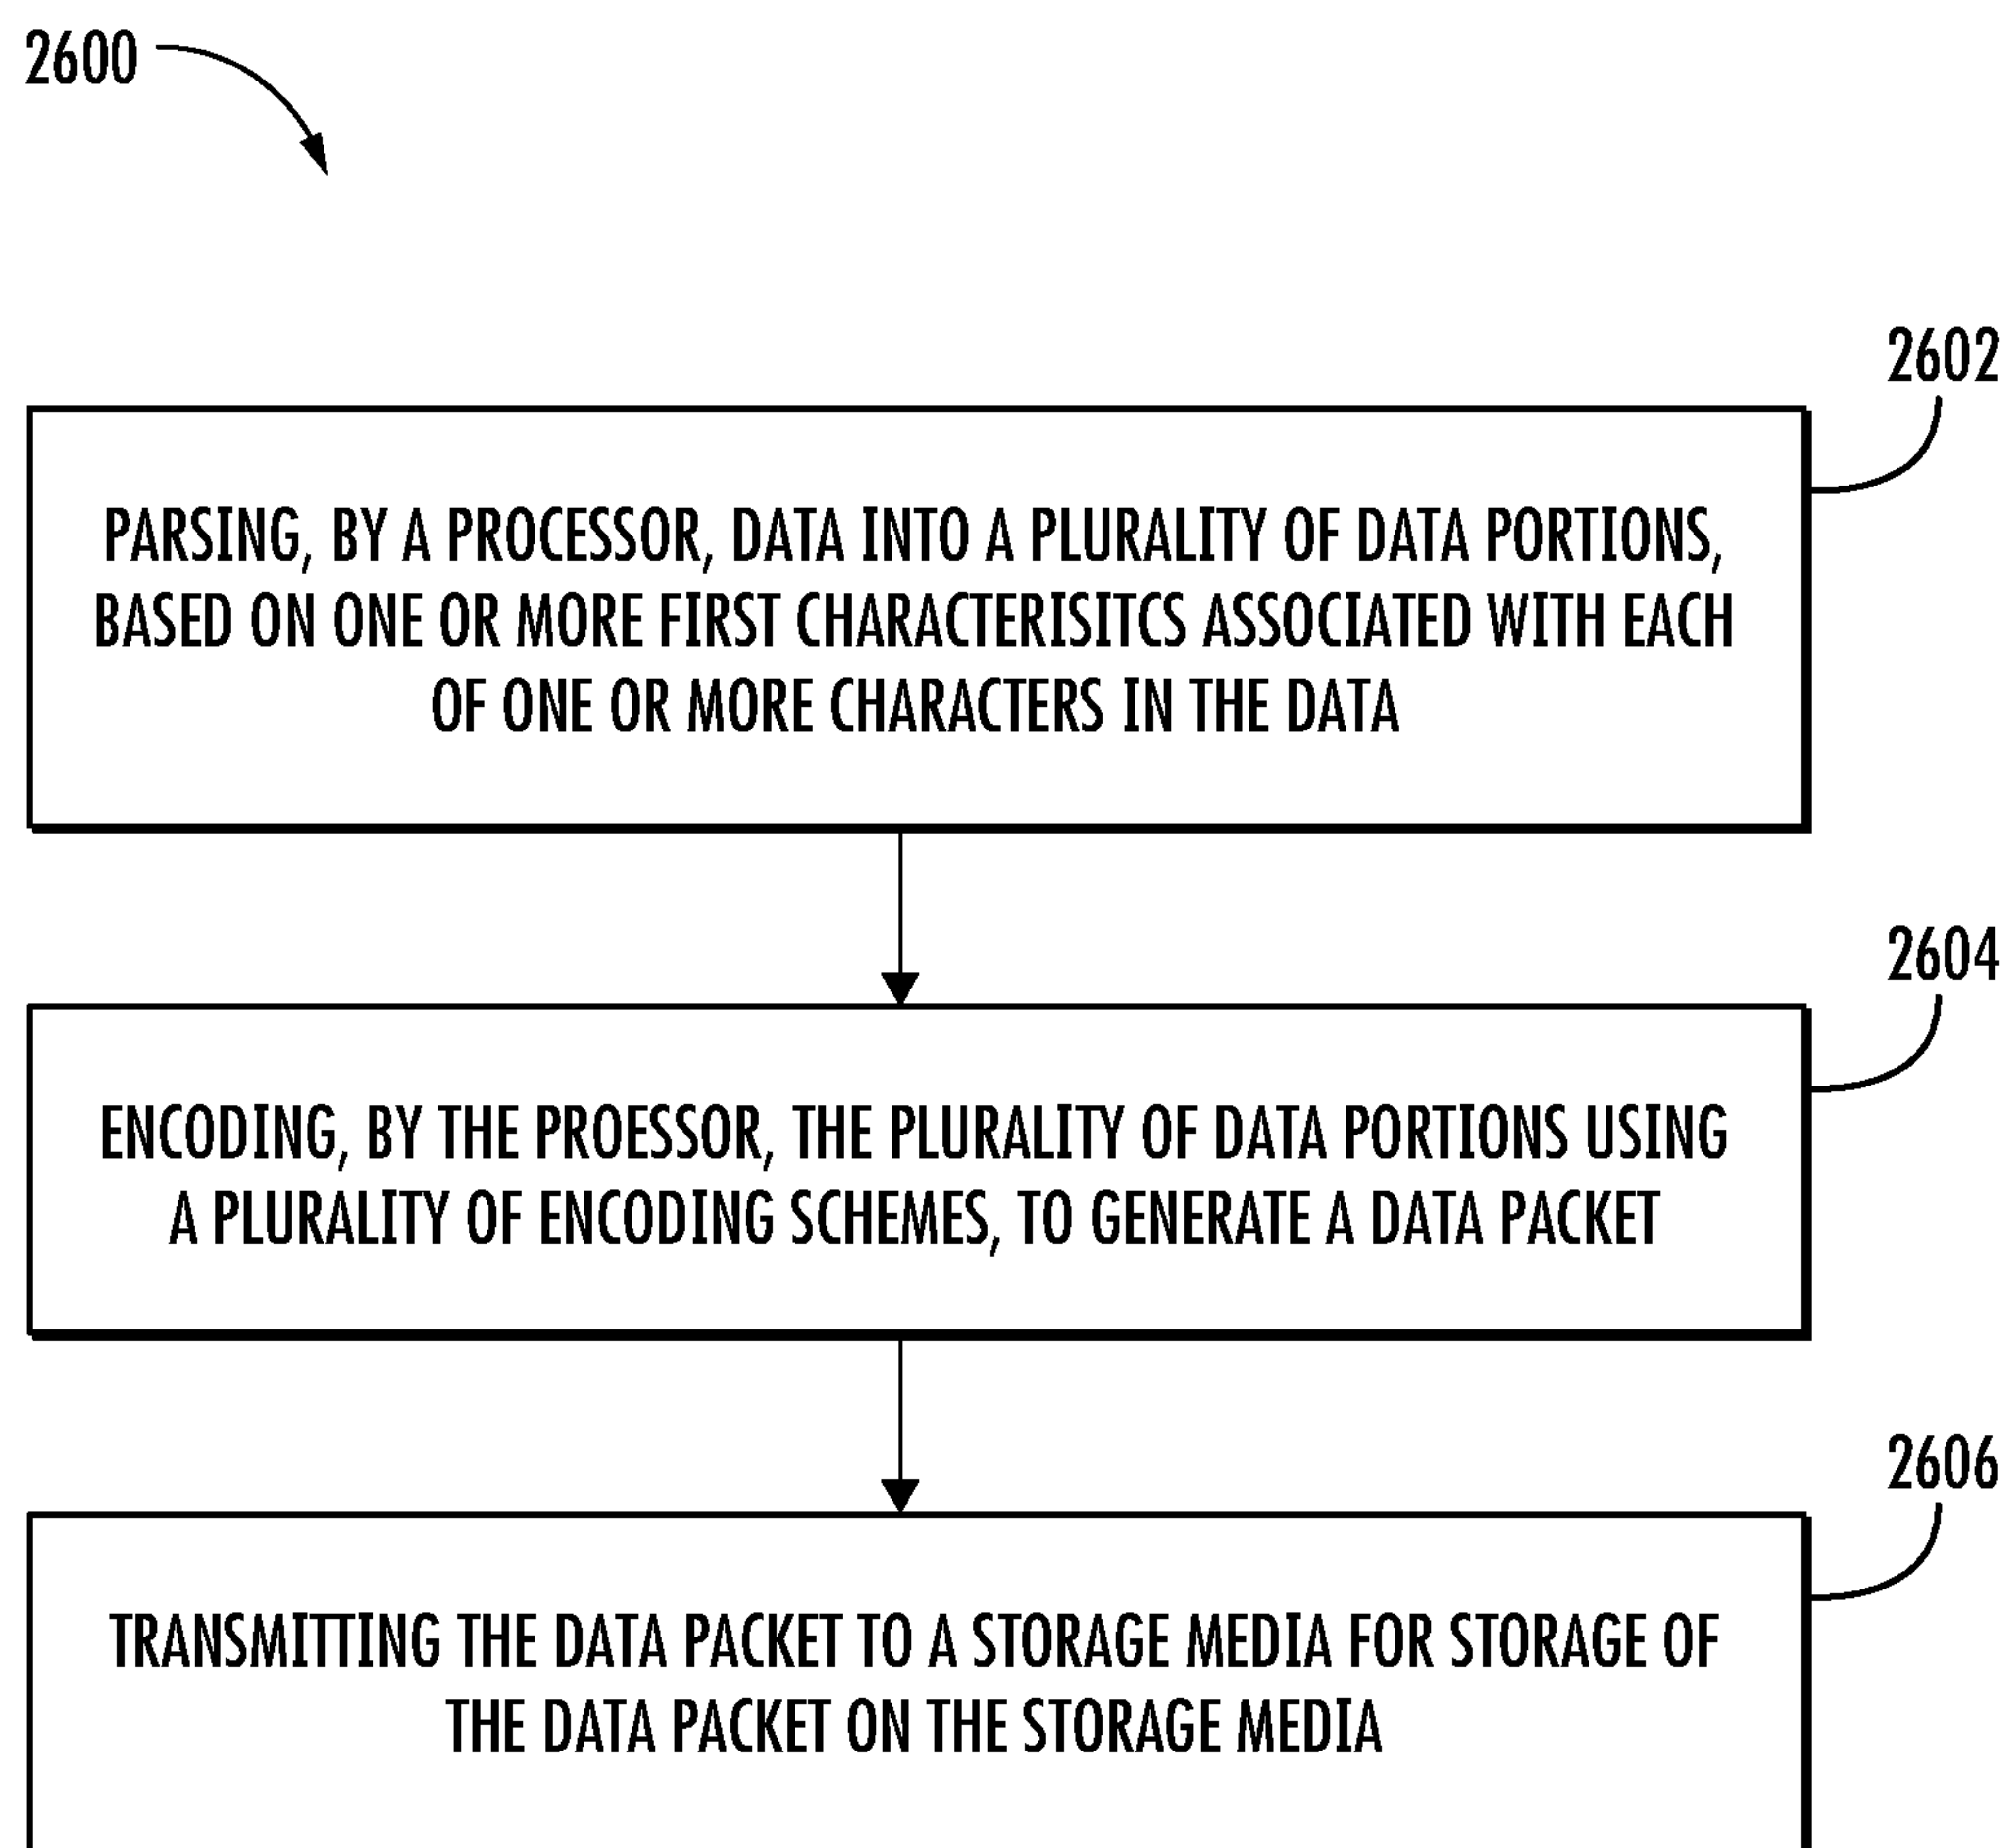 2600
2602
PARSING, BY A PROCESSOR, DATA INTO A PLURALITY OF DATA PORTIONS,
BASED ON ONE OR MORE FIRST CHARACTERISITCS ASSOCIATED WITH EACH
OF ONE OR MORE CHARACTERS IN THE DATA
2604
ENCODING, BY THE PROESSOR, THE PLURALITY OF DATA PORTIONS USING
A PLURALITY OF ENCODING SCHEMES, TO GENERATE A DATA PACKET
2606
TRANSMITTING THE DATA PACKET TO A STORAGE MEDIA FOR STORAGE OF
THE DATA PACKET ON THE STORAGE MEDIA